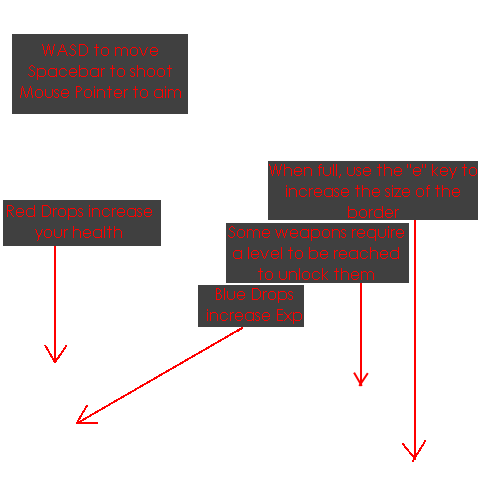 WASD to move
Spacebar to shoot
Mouse Pointer to aim
When full, use the "e" key to
increase the size of the
border
Red Drops increase
your health
Some weapons require
a level to be reached
to unlock them
Blue Drops
Increase Exp